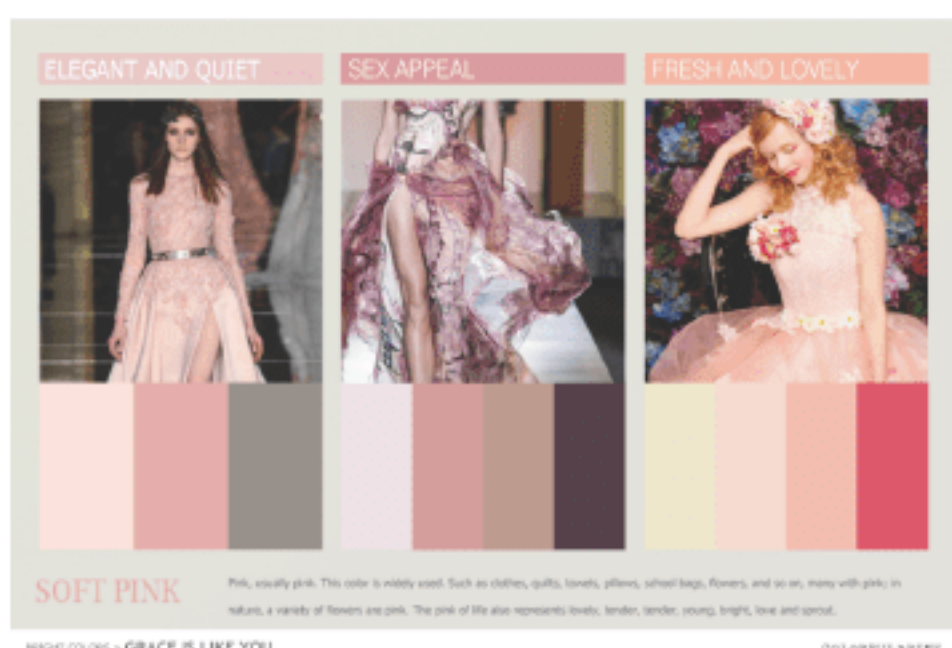 ELEGANT AND QUIET
SEX APPEAL
FRESH AND LOVELY
SOFT PINK
Pink, usually pink. This color is widely used. Such as clothes, quilts, towels, pillows, school bags, flowers, and so on, many with pink; in
nature, a variety of flowers are pink. The pink of life also represents lovely, tender, tender, young, bright, love and sprout.
BRIGHT COLORS GRACE IS LIKE YOU